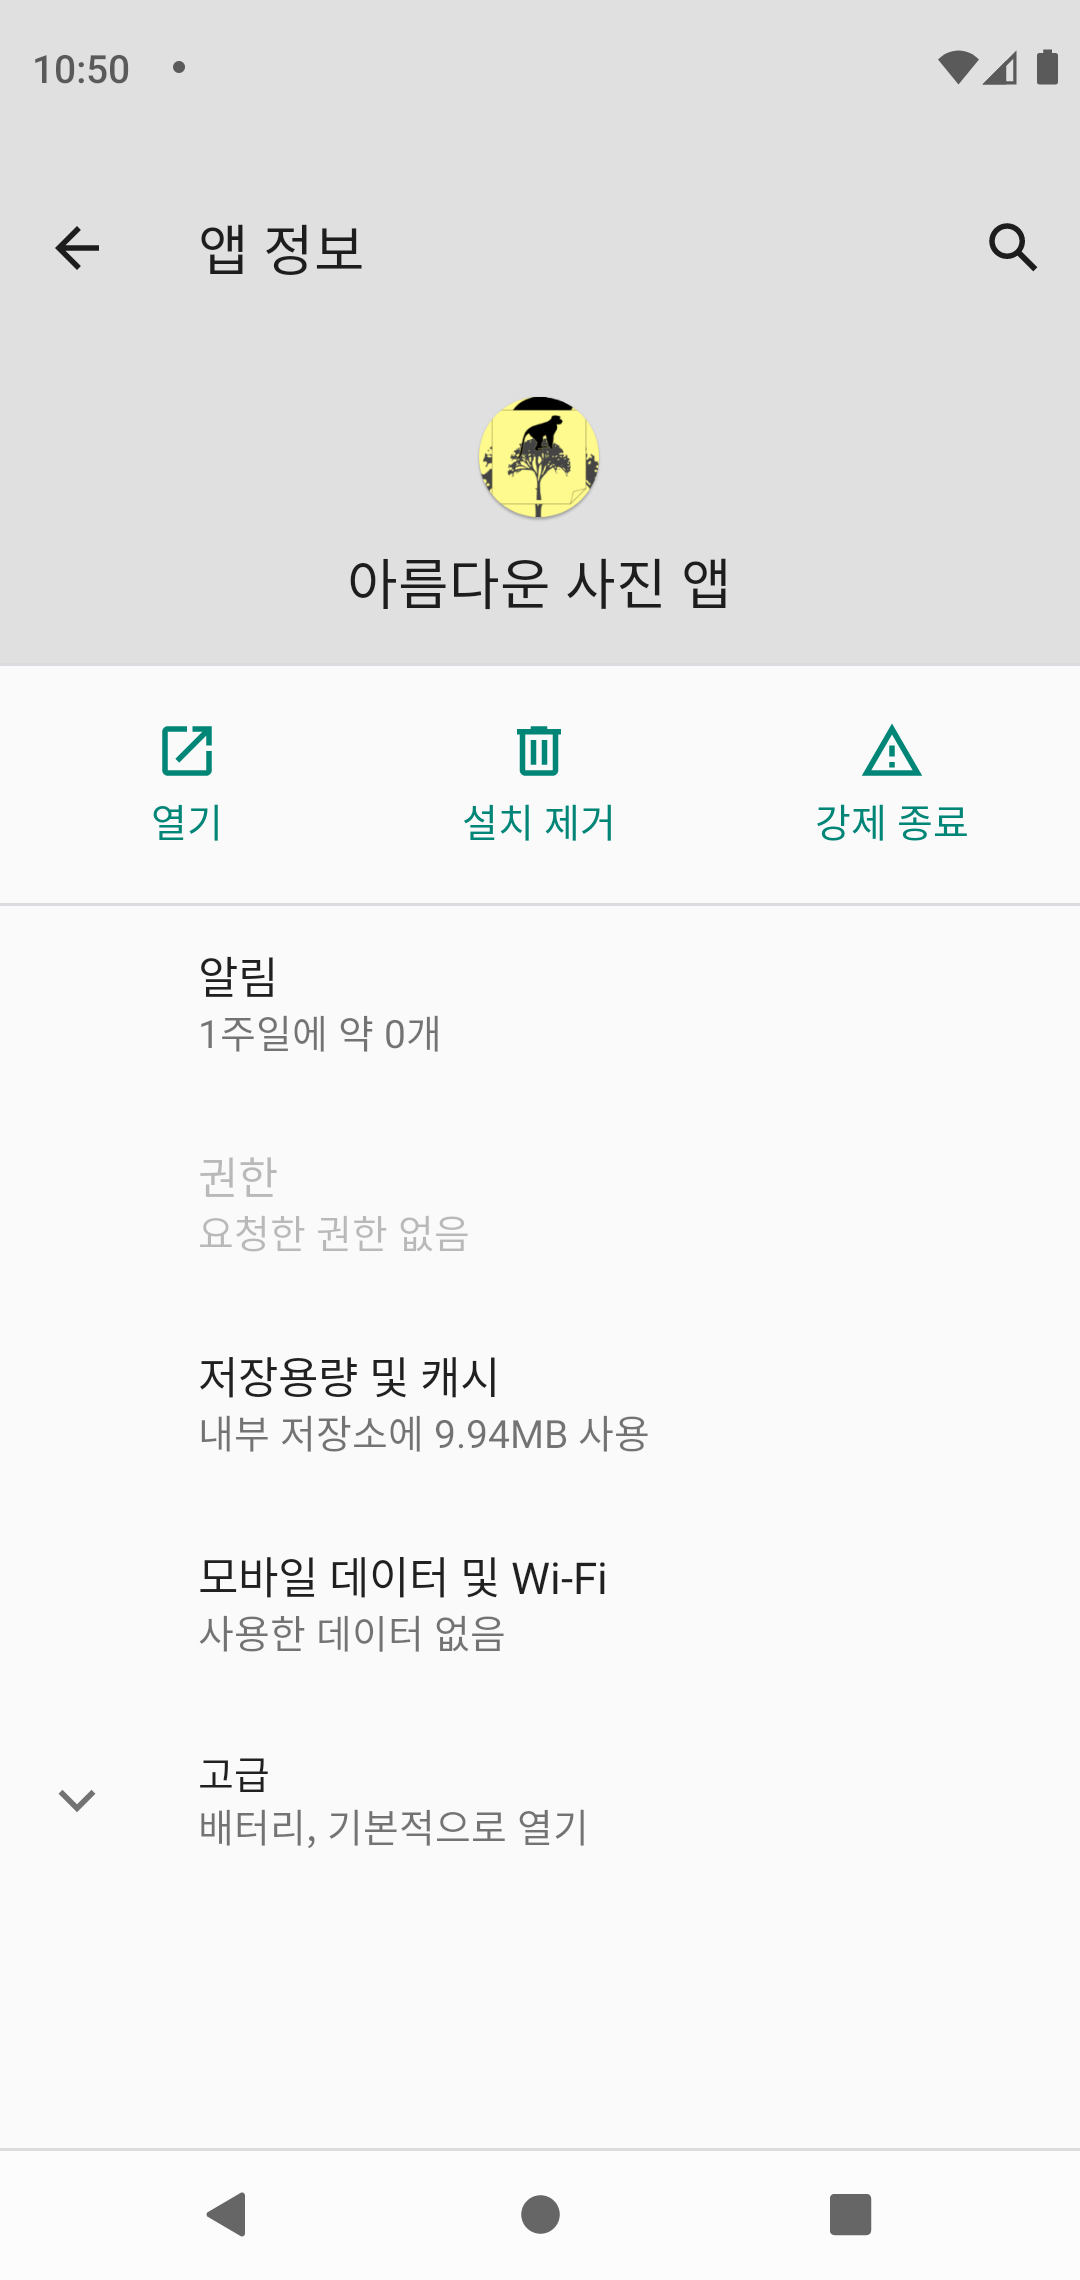 10:50
앱 정보
아름다운 사진 앱
열기
설치 제거
강제 종료
알림
1주일에 약 0개
권한
요청한 권한 없음
저장용량 및 캐시
내부 저장소에 9.94MB 사용
모바일 데이터 및 Wi-Fi
사용한 데이터 없음
고급
배터리, 기본적으로 열기